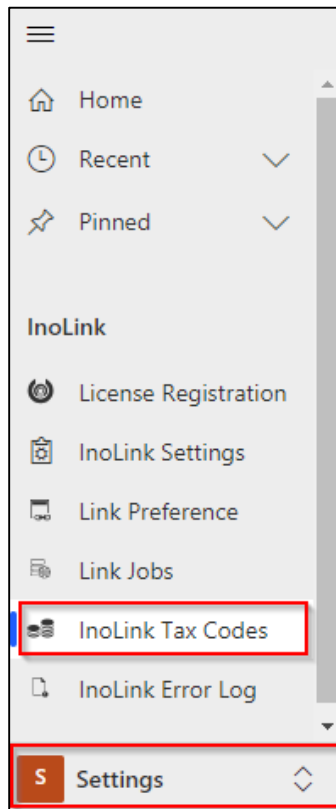 Home
Recent
Pinned
InoLink
License Registration
InoLink Settings
Link Preference
Link Jobs
InoLink Tax Codes
InoLink Error Log
S Settings